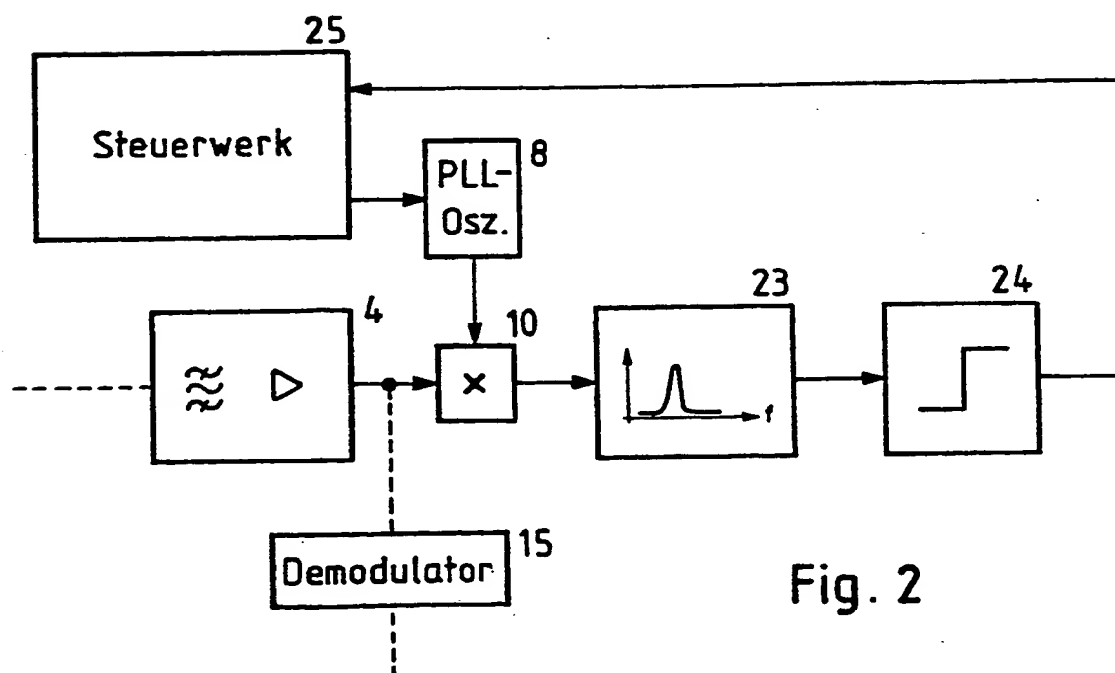 25
Steuerwerk
8
PLL-
Osz.
4
10
x
23
f
24
15
Demodulator
Fig. 2